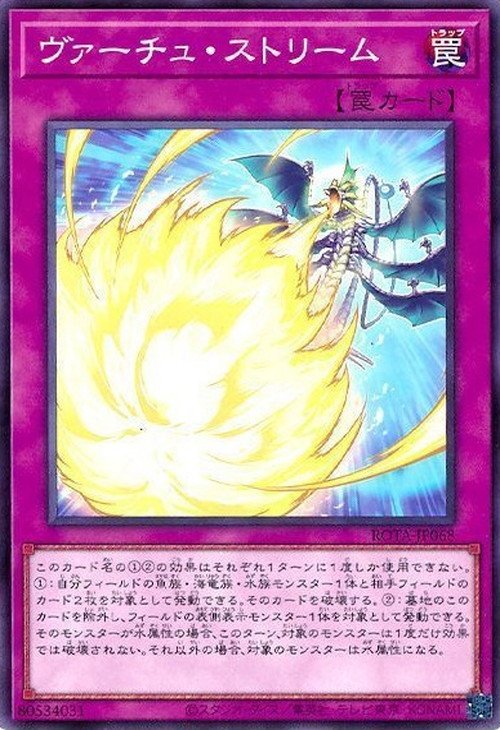 ヴァーチュ・ストリーム
トラップ
罠
【罠カード】
トラップ
ROTA-JP068
このカード名の①②の効果はそれぞれ1ターンに1度しか使用できない。
①:自分フィールドの魚族・海竜族・水族モンスター1体と相手フィールドの
カード2枚を対象として発動できる。そのカードを破壊する。②:墓地のこ
のカードを除外し、フィールドの表側表示モンスター1体を対象として発動できる。
そのモンスターが水属性の場合、このターン、対象のモンスターは1度だけ効果
では破壊されない。それ以外の場合、対象のモンスターは水属性になる。
80534031
©スタジオ・ダイス/集英社・テレビ東京・KONAMI